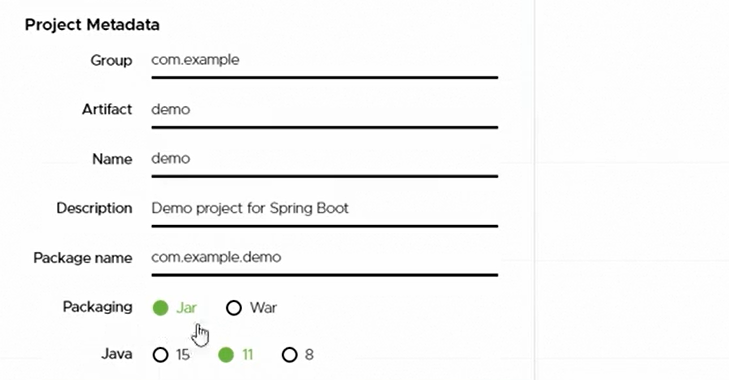 Project Metadata
Group com.example
Artifact demo
Name demo
Description Demo project for Spring Boot
Package name com.example.demo
Packaging Jar War
Java 15 11 8